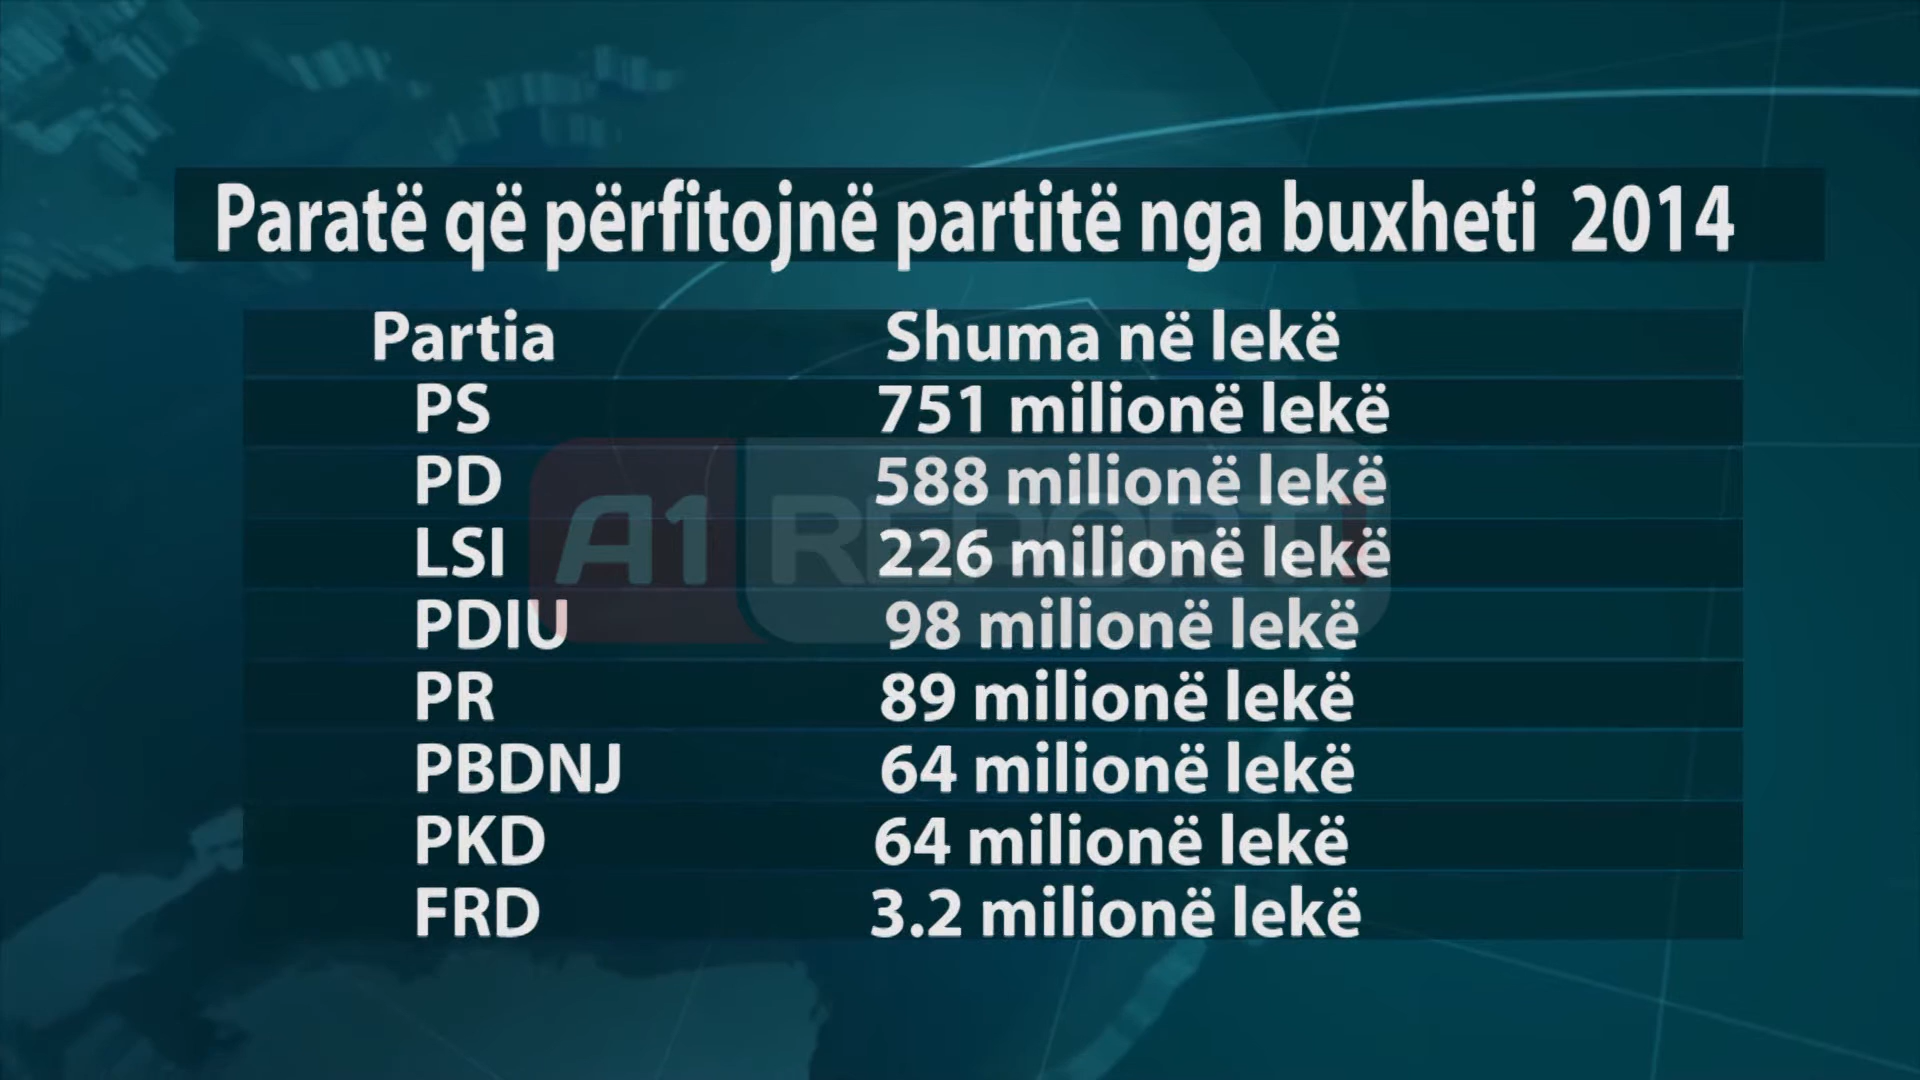 Paratë që përfitojnë partitë nga buxheti 2014
Partia Shuma në lekë
PS 751 milionë lekë
PD 588 milionë lekë
LSI 226 milionë lekë
PDIU 98 milionë lekë
PR 89 milionë lekë
PBDNJ 64 milionë lekë
PKD 64 milionë lekë
FRD 3.2 milionë lekë
A1 REPORT